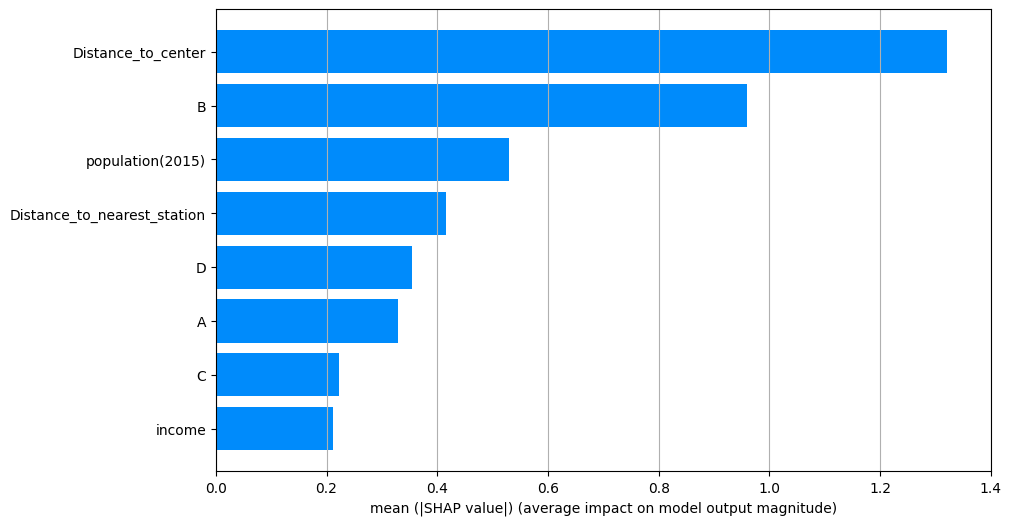 Distance_to_center
B
population(2015)
Distance_to_nearest_station
D
A
C
income
0.0 0.2 0.4 0.6 0.8 1.0 1.2 1.4
mean (|SHAP value|) (average impact on model output magnitude)